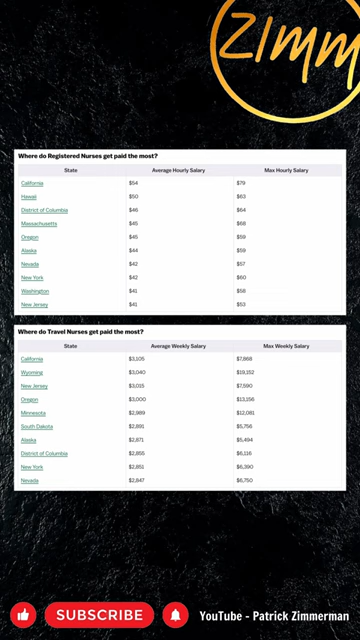 ZIMM
Where do Registered Nurses get paid the most?
State Average Hourly Salary Max Hourly Salary
California $54 $79
Hawaii $50 $63
District of Columbia $46 $64
Massachusetts $45 $68
Oregon $45 $59
Alaska $44 $59
Nevada $42 $57
New York $42 $60
Washington $41 $58
New Jersey $41 $53
Where do Travel Nurses get paid the most?
State Average Weekly Salary Max Weekly Salary
California $3,105 $7,868
Wyoming $3,040 $19,152
New Jersey $3,015 $7,590
Oregon $3,000 $13,156
Minnesota $2,989 $12,081
South Dakota $2,891 $5,756
Alaska $2,871 $5,494
District of Columbia $2,855 $6,116
New York $2,851 $8,390
Nevada $2,847 $6,750
SUBSCRIBE YouTube - Patrick Zimmerman